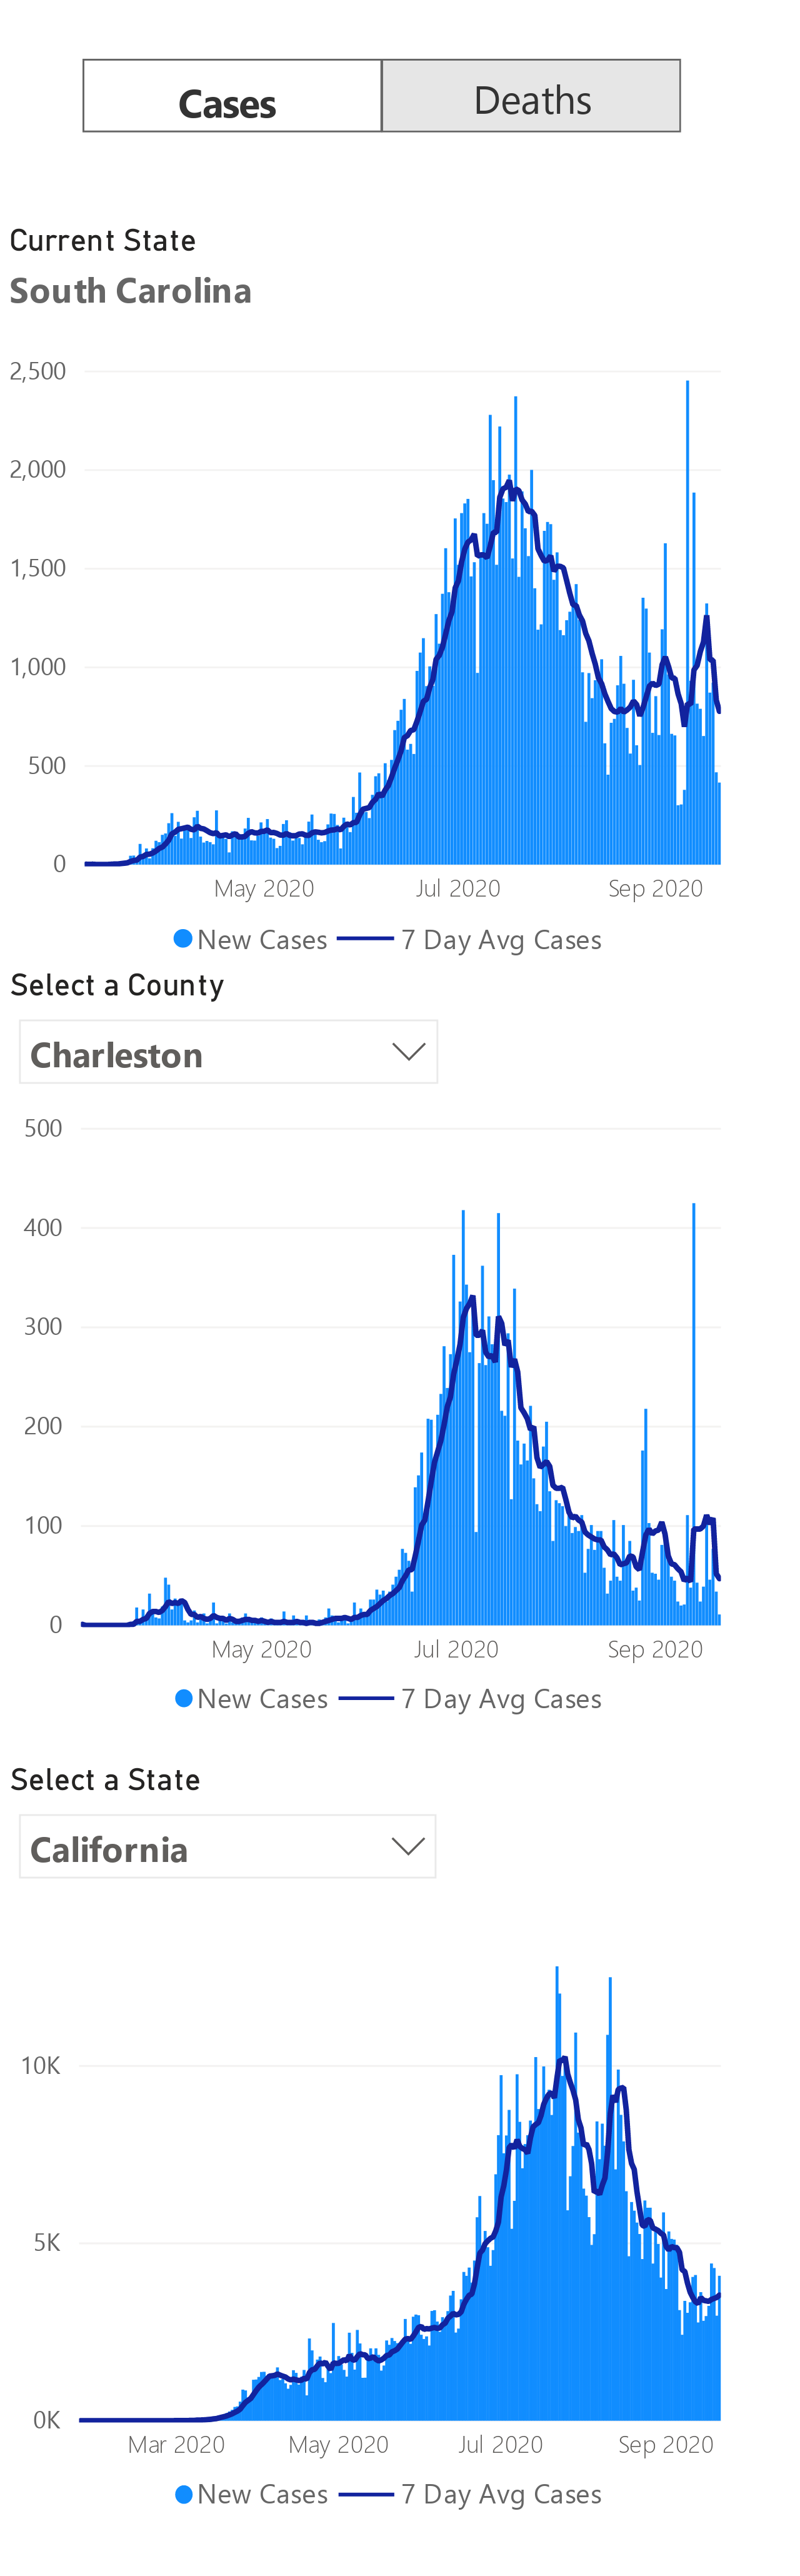 Cases Deaths
Current State
South Carolina
2,500
2,000
1,500
1,000
500
0
May 2020 Jul 2020 Sep 2020
New Cases 7 Day Avg Cases
Select a County
Charleston
500
400
300
200
100
0
May 2020 Jul 2020 Sep 2020
New Cases 7 Day Avg Cases
Select a State
California
10K
5K
0K
Mar 2020 May 2020 Jul 2020 Sep 2020
New Cases 7 Day Avg Cases